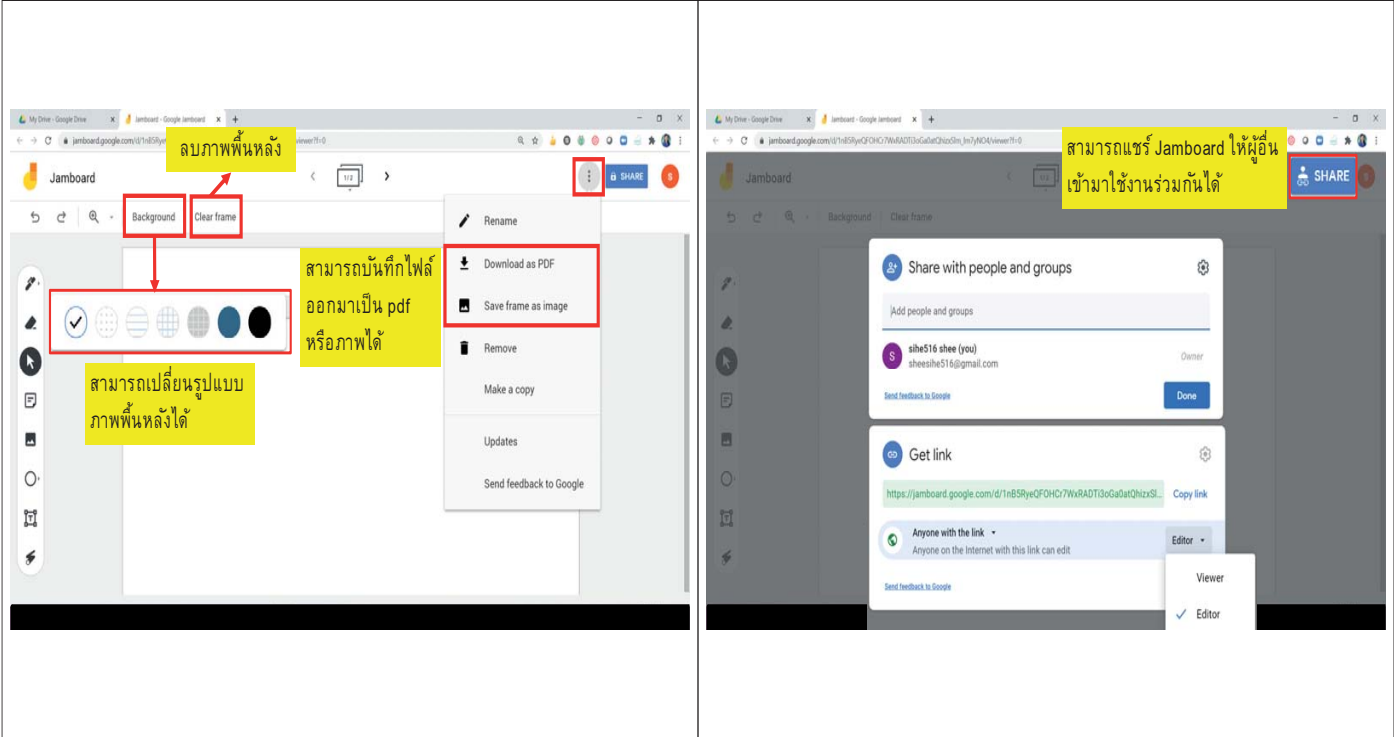 My Drive - Google Drive
Jamboard - Google Jamboard
ลบภาพพื้นหลัง
Jamboard
1/2
SHARE
S
Background
Clear frame
Rename
Download as PDF
Save frame as image
Remove
Make a copy
Updates
Send feedback to Google
สามารถบันทึกไฟล์
ออกมาเป็น pdf
หรือภาพได้
สามารถเปลี่ยนรูปแบบ
ภาพพื้นหลังได้
My Drive - Google Drive
Jamboard - Google Jamboard
สามารถแชร์ Jamboard ให้ผู้อื่น
เข้ามาใช้งานร่วมกันได้
Jamboard
1/2
SHARE
S
Background
Clear frame
Share with people and groups
Add people and groups
S
sihe516 shee (you)
sheesihe516@gmail.com
Owner
Send feedback to Google
Done
Get link
Copy link
Anyone with the link
Anyone on the Internet with this link can edit
Editor
Send feedback to Google
Viewer
Editor